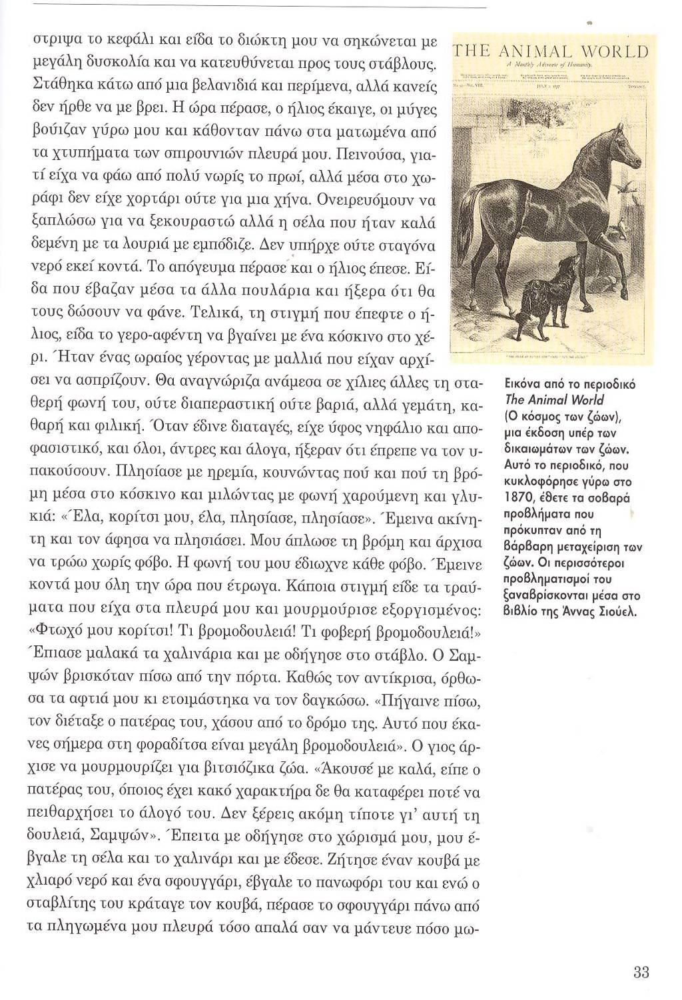 στριψα το κεφάλι και είδα το διώκτη μου να σηκώνεται με
μεγάλη δυσκολία και να κατευθύνεται προς τους στάβλους.
Στάθηκα κάτω από μια βελανιδιά και περίμενα, αλλά κανείς
δεν ήρθε να με βρει. Η ώρα πέρασε, ο ήλιος έκαιγε, οι μύγες
βούιζαν γύρω μου και κάθονταν πάνω στα ματωμένα από
τα χτυπήματα των σπιρουνιών πλευρά μου. Πεινούσα, για-
τί είχα να φάω από πολύ νωρίς το πρωί, αλλά μέσα στο χω-
ράφι δεν είχε χορτάρι ούτε για μια χήνα. Ονειρευόμουν να
ξαπλώσω για να ξεκουραστώ αλλά η σέλα που ήταν καλά
δεμένη με τα λουριά με εμπόδιζε. Δεν υπήρχε ούτε σταγόνα
νερό εκεί κοντά. Το απόγευμα πέρασε και ο ήλιος έπεσε. Εί-
δα που έβαζαν μέσα τα άλλα πουλάρια και ήξερα ότι θα
τους δώσουν να φάνε. Τελικά, τη στιγμή που έπεφτε ο ή-
λιος, είδα το γερο-αφέντη να βγαίνει με ένα κόσκινο στο χέ-
ρι. Ήταν ένας ωραίος γέροντας με μαλλιά που είχαν αρχί-
σει να ασπρίζουν. Θα αναγνώριζα ανάμεσα σε χίλιες άλλες τη στα-
θερή φωνή του, ούτε διαπεραστική ούτε βαριά, αλλά γεμάτη, κα-
θαρή και φιλική. Όταν έδινε διαταγές, είχε ύφος νηφάλιο και απο-
φασιστικό, και όλοι, άντρες και άλογα, ήξεραν ότι έπρεπε να τον υ-
πακούσουν. Πλησίασε με ηρεμία, κουνώντας πού και πού τη βρό-
μη μέσα στο κόσκινο και μιλώντας με φωνή χαρούμενη και γλυ-
κιά: «Έλα, κορίτσι μου, έλα, πλησίασε, πλησίασε». Έμεινα ακίνη-
τη και τον άφησα να πλησιάσει. Μου άπλωσε τη βρόμη και άρχισα
να τρώω χωρίς φόβο. Η φωνή του μου έδιωχνε κάθε φόβο. Έμεινε
κοντά μου όλη την ώρα που έτρωγα. Κάποια στιγμή είδε τα τραύ-
ματα που είχα στα πλευρά μου και μουρμούρισε εξοργισμένος:
«Φτωχό μου κορίτσι! Τι βρομοδουλειά! Τι φοβερή βρομοδουλειά!»
Έπιασε μαλακά τα χαλινάρια και με οδήγησε στο στάβλο. Ο Σαμ-
ψών βρισκόταν πίσω από την πόρτα. Καθώς τον αντίκρισα, όρθω-
σα τα αφτιά μου κι ετοιμάστηκα να τον δαγκώσω. «Πήγαινε πίσω,
τον διέταξε ο πατέρας του, χάσου από το δρόμο της. Αυτό που έκα-
νες σήμερα στη φοραδίτσα είναι μεγάλη βρομοδουλειά». Ο γιος άρ-
χισε να μουρμουρίζει για βιτσιόζικα ζώα. «Άκουσέ με καλά, είπε ο
πατέρας του, όποιος έχει κακό χαρακτήρα δε θα καταφέρει ποτέ να
πειθαρχήσει το άλογό του. Δεν ξέρεις ακόμη τίποτε γι' αυτή τη
δουλειά, Σαμψών». Έπειτα με οδήγησε στο χώρισμά μου, μου έ-
βγαλε τη σέλα και το χαλινάρι και με έδεσε. Ζήτησε έναν κουβά με
χλιαρό νερό και ένα σφουγγάρι, έβγαλε το πανωφόρι του και ενώ ο
σταβλίτης του κράταγε τον κουβά, πέρασε το σφουγγάρι πάνω από
τα πληγωμένα μου πλευρά τόσο απαλά σαν να μάντευε πόσο μω-
THE ANIMAL WORLD
A Monthly Advocate of Humanity.
Εικόνα από το περιοδικό
The Animal World
(Ο κόσμος των ζώων),
μια έκδοση υπέρ των
δικαιωμάτων των ζώων.
Αυτό το περιοδικό, που
κυκλοφόρησε γύρω στο
1870, έθετε τα σοβαρά
προβλήματα που
πρόκυπταν από τη
βάρβαρη μεταχείριση των
ζώων. Οι περισσότεροι
προβληματισμοί του
ξαναβρίσκονται μέσα στο
βιβλίο της Άννας Σιούελ.
33